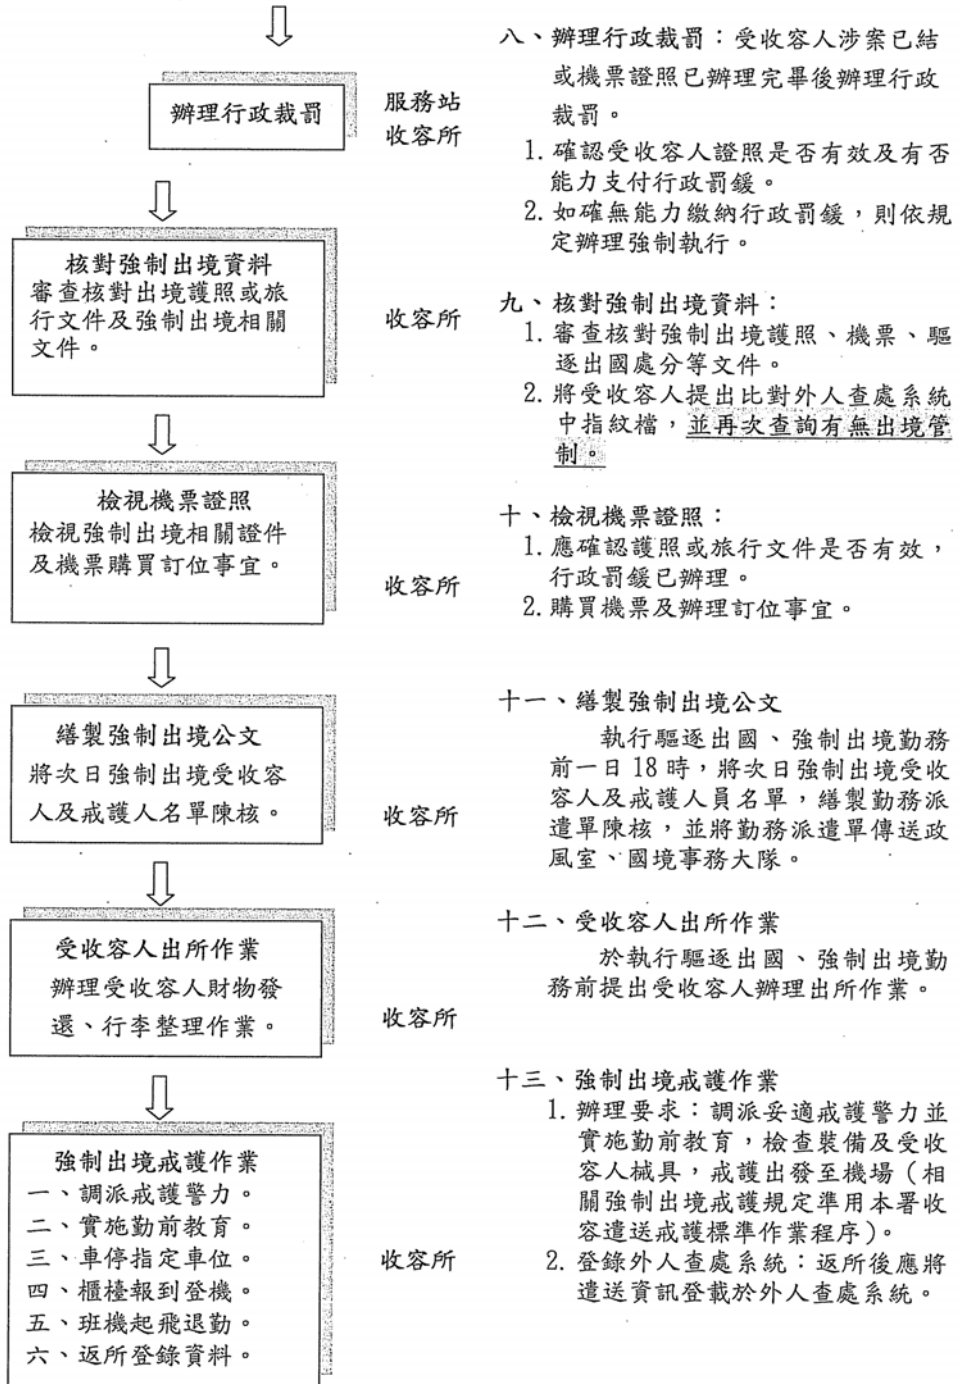 辦理行政裁罰
服務站
收容所
核對強制出境資料
審查核對出境護照或旅
行文件及強制出境相關
文件。
收容所
檢視機票證照
檢視強制出境相關證件
及機票購買訂位事宜。
收容所
繕製強制出境公文
將次日強制出境受收容
人及戒護人名單陳核。
收容所
受收容人出所作業
辦理受收容人財物發
還、行李整理作業。
收容所
強制出境戒護作業
一、調派戒護警力。
二、實施勤前教育。
三、車停指定車位。
四、櫃檯報到登機。
五、班機起飛退勤。
六、返所登錄資料。
收容所
八、辦理行政裁罰：受收容人涉案已結
或機票證照已辦理完畢後辦理行政
裁罰。
1. 確認受收容人證照是否有效及有否
能力支付行政罰鍰。
2. 如確無能力繳納行政罰鍰，則依規
定辦理強制執行。
九、核對強制出境資料：
1. 審查核對強制出境護照、機票、驅
逐出國處分等文件。
2. 將受收容人提出比對外人查處系統
中指紋檔，並再次查詢有無出境管
制。
十、檢視機票證照：
1. 應確認護照或旅行文件是否有效，
行政罰鍰已辦理。
2. 購買機票及辦理訂位事宜。
十一、繕製強制出境公文
執行驅逐出國、強制出境勤務
前一日 18 時，將次日強制出境受收
容人及戒護人員名單，繕製勤務派
遣單陳核，並將勤務派遣單傳送政
風室、國境事務大隊。
十二、受收容人出所作業
於執行驅逐出國、強制出境勤
務前提出受收容人辦理出所作業。
十三、強制出境戒護作業
1. 辦理要求：調派妥適戒護警力並
實施勤前教育，檢查裝備及受收
容人械具，戒護出發至機場（相
關強制出境戒護規定準用本署收
容遣送戒護標準作業程序）。
2. 登錄外人查處系統：返所後應將
遣送資訊登載於外人查處系統。